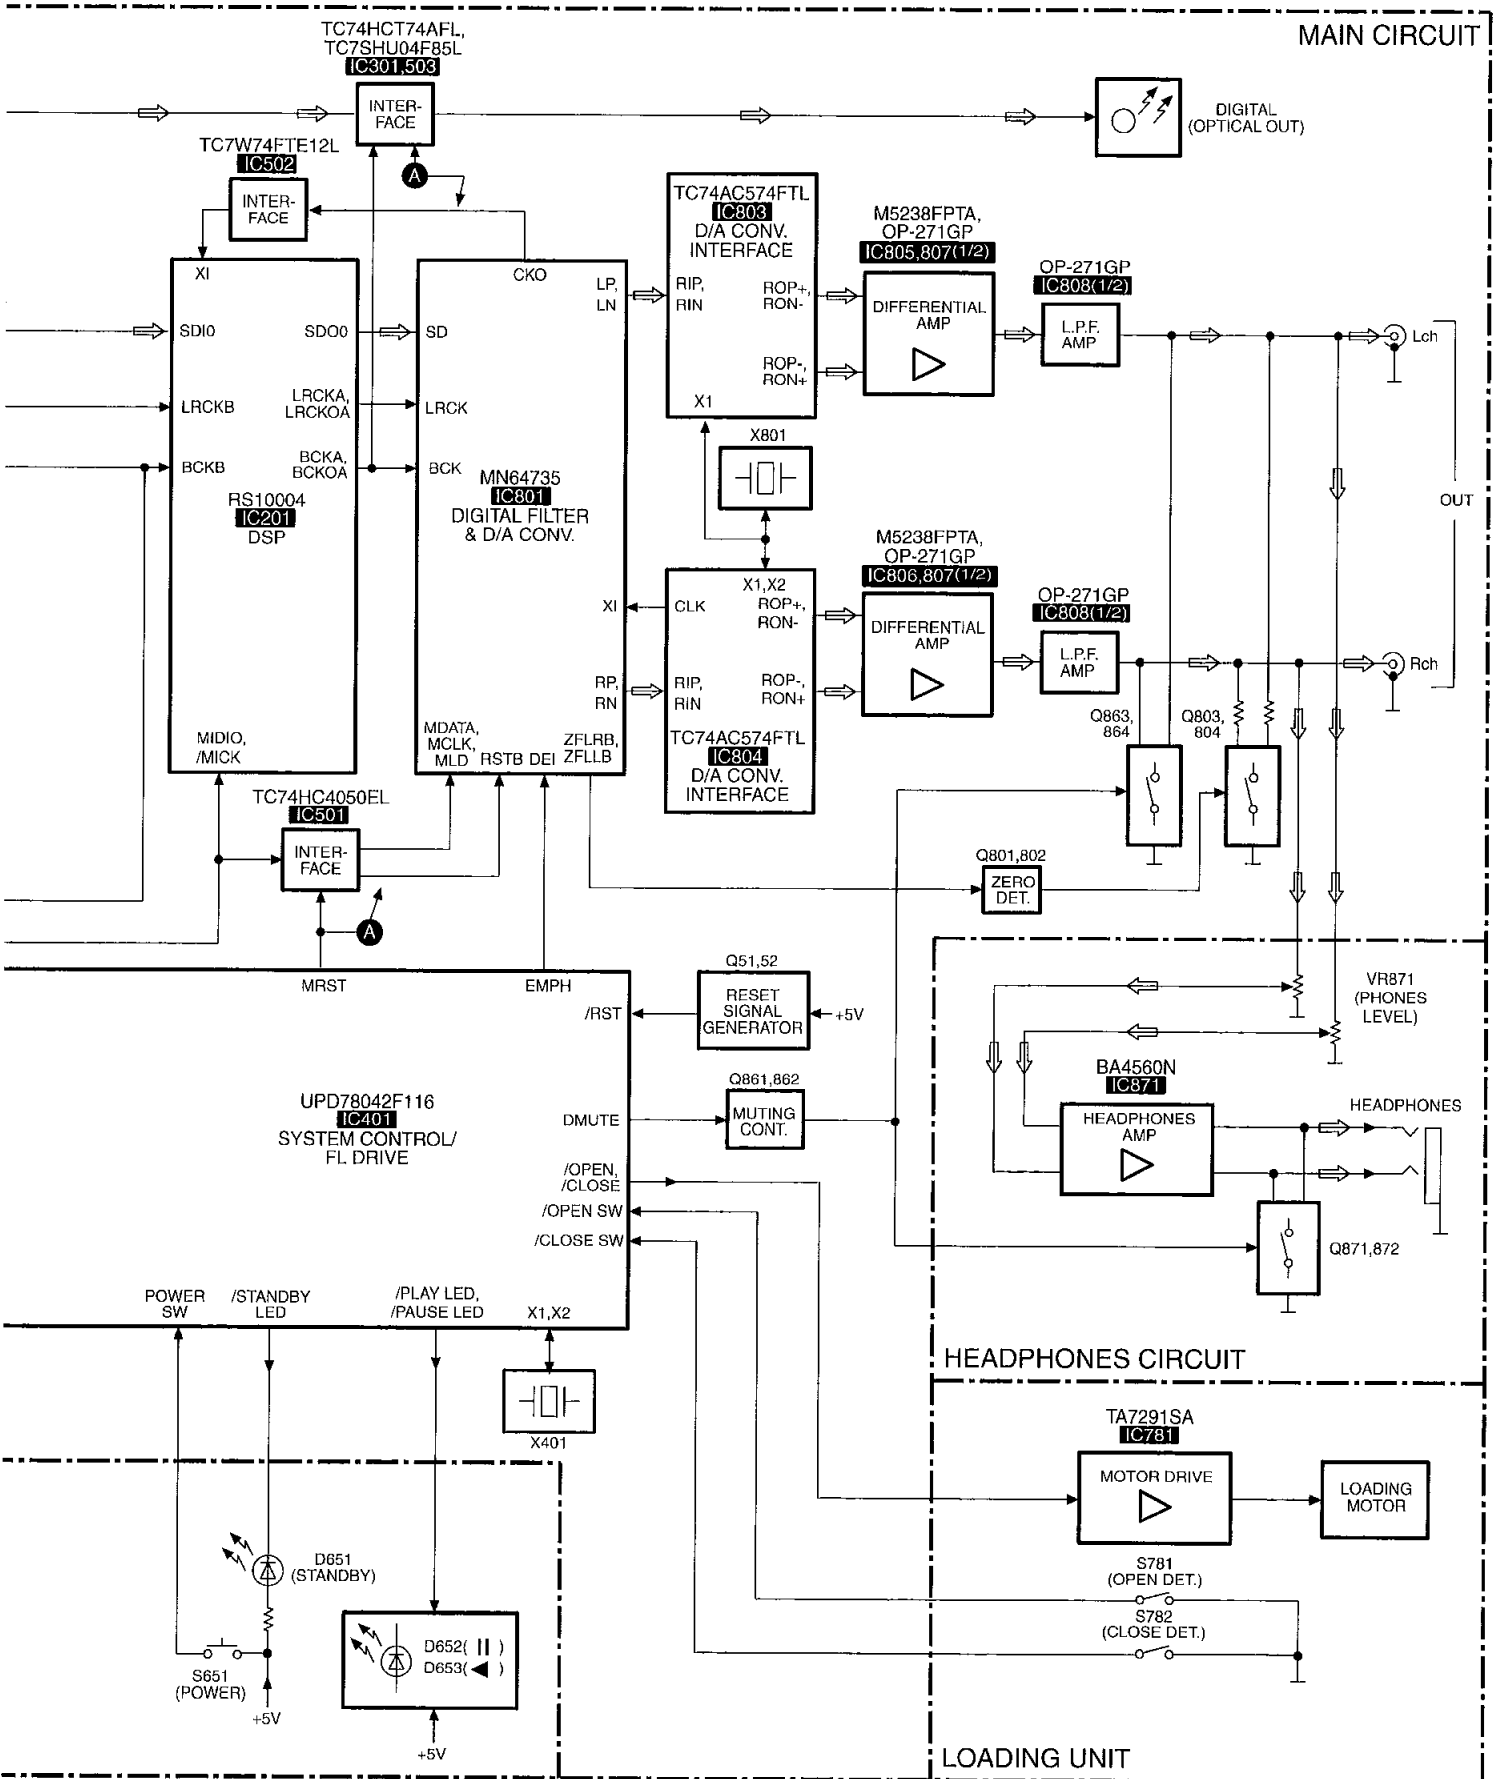 MAIN CIRCUIT
TC74HCT74AFL,
TC7SHU04F85L
IC301,503
INTER-
FACE
A
DIGITAL
(OPTICAL OUT)
TC7W74FTE12L
IC502
INTER-
FACE
XI
SDI0
SDO0
LRCKB
LRCKA,
LRCKOA
BCKB
BCKA,
BCKOA
RS10004
IC201
DSP
MIDIO,
/MICK
CKO
LP,
LN
SD
LRCK
BCK
MN64735
IC801
DIGITAL FILTER
& D/A CONV.
XI
RP,
RN
MDATA,
MCLK,
MLD
RSTB
DEI
ZFLRB,
ZFLLB
TC74AC574FTL
IC803
D/A CONV.
INTERFACE
RIP,
RIN
ROP+,
RON-
ROP-,
RON+
X1
X801
X1,X2
CLK
ROP+,
RON-
RIP,
RIN
ROP-,
RON+
TC74AC574FTL
IC804
D/A CONV.
INTERFACE
M5238FPTA,
OP-271GP
IC805,807(1/2)
DIFFERENTIAL
AMP
OP-271GP
IC808(1/2)
L.P.F.
AMP
Lch
OUT
M5238FPTA,
OP-271GP
IC806,807(1/2)
DIFFERENTIAL
AMP
OP-271GP
IC808(1/2)
L.P.F.
AMP
Rch
Q863,
864
Q803,
804
TC74HC4050EL
IC501
INTER-
FACE
A
Q801,802
ZERO
DET.
MRST
EMPH
/RST
Q51,52
RESET
SIGNAL
GENERATOR
+5V
UPD78042F116
IC401
SYSTEM CONTROL/
FL DRIVE
DMUTE
Q861,862
MUTING
CONT.
/OPEN,
/CLOSE
/OPEN SW
/CLOSE SW
POWER
SW
/STANDBY
LED
/PLAY LED,
/PAUSE LED
X1,X2
X401
VR871
(PHONES
LEVEL)
BA4560N
IC871
HEADPHONES
AMP
HEADPHONES
Q871,872
HEADPHONES CIRCUIT
TA7291SA
IC781
MOTOR DRIVE
LOADING
MOTOR
S781
(OPEN DET.)
S782
(CLOSE DET.)
LOADING UNIT
D651
(STANDBY)
S651
(POWER)
+5V
D652( II )
D653( ◀ )
+5V